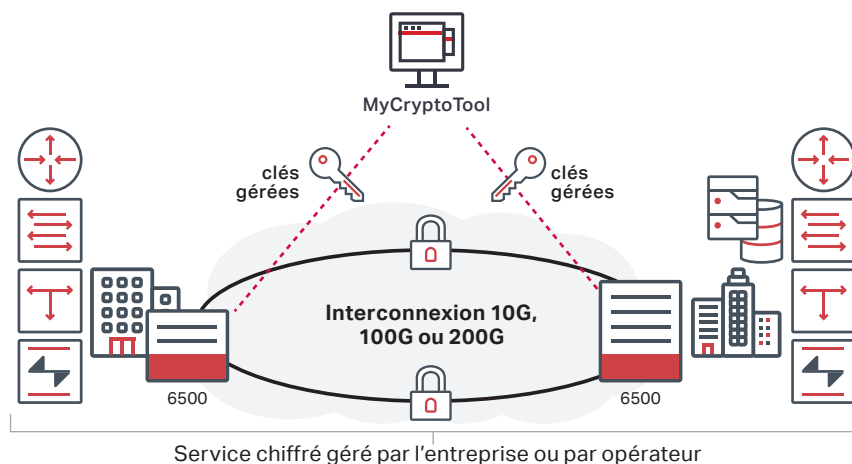 MyCryptoTool
clés
gérées
clés
gérées
Interconnexion 10G,
100G ou 200G
6500
6500
Service chiffré géré par l'entreprise ou par opérateur